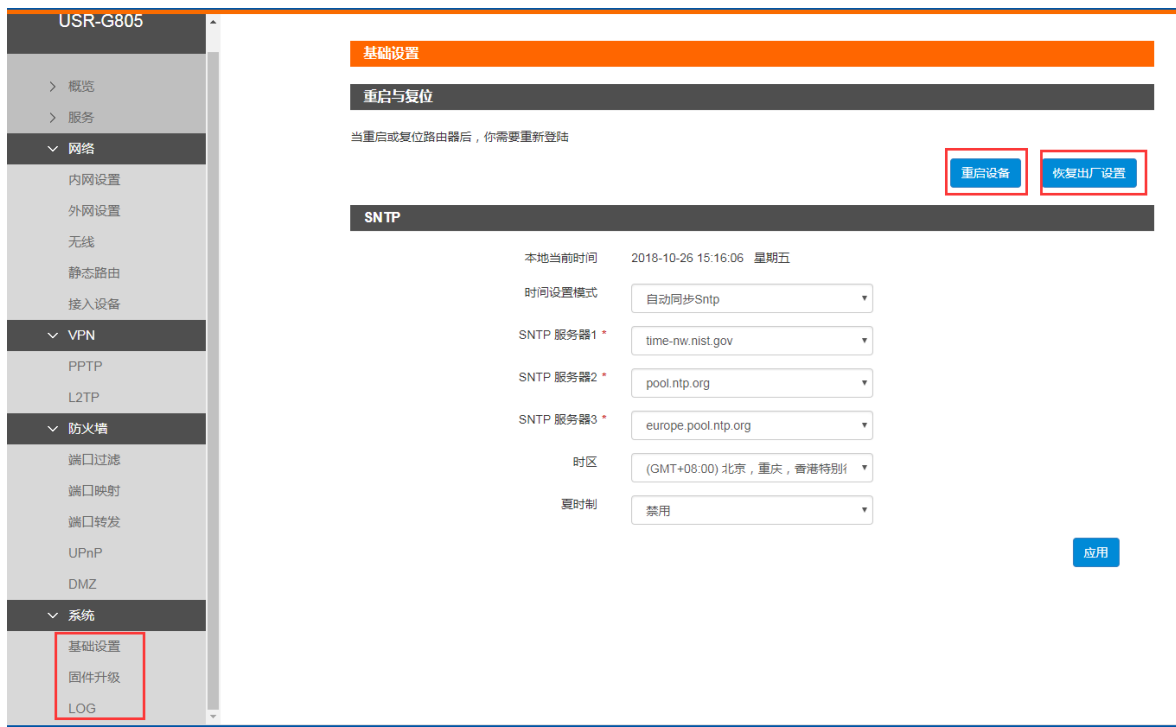 USR-G805
概览
服务
网络
内网设置
外网设置
无线
静态路由
接入设备
VPN
PPTP
L2TP
防火墙
端口过滤
端口映射
端口转发
UPnP
DMZ
系统
基础设置
固件升级
LOG
基础设置
重启与复位
当重启或复位路由器后，你需要重新登陆
重启设备 恢复出厂设置
SNTP
本地当前时间 2018-10-26 15:16:06 星期五
时间设置模式 自动同步Sntp
SNTP 服务器1 * time-nw.nist.gov
SNTP 服务器2 * pool.ntp.org
SNTP 服务器3 * europe.pool.ntp.org
时区 (GMT+08:00) 北京，重庆，香港特别
夏时制 禁用
应用